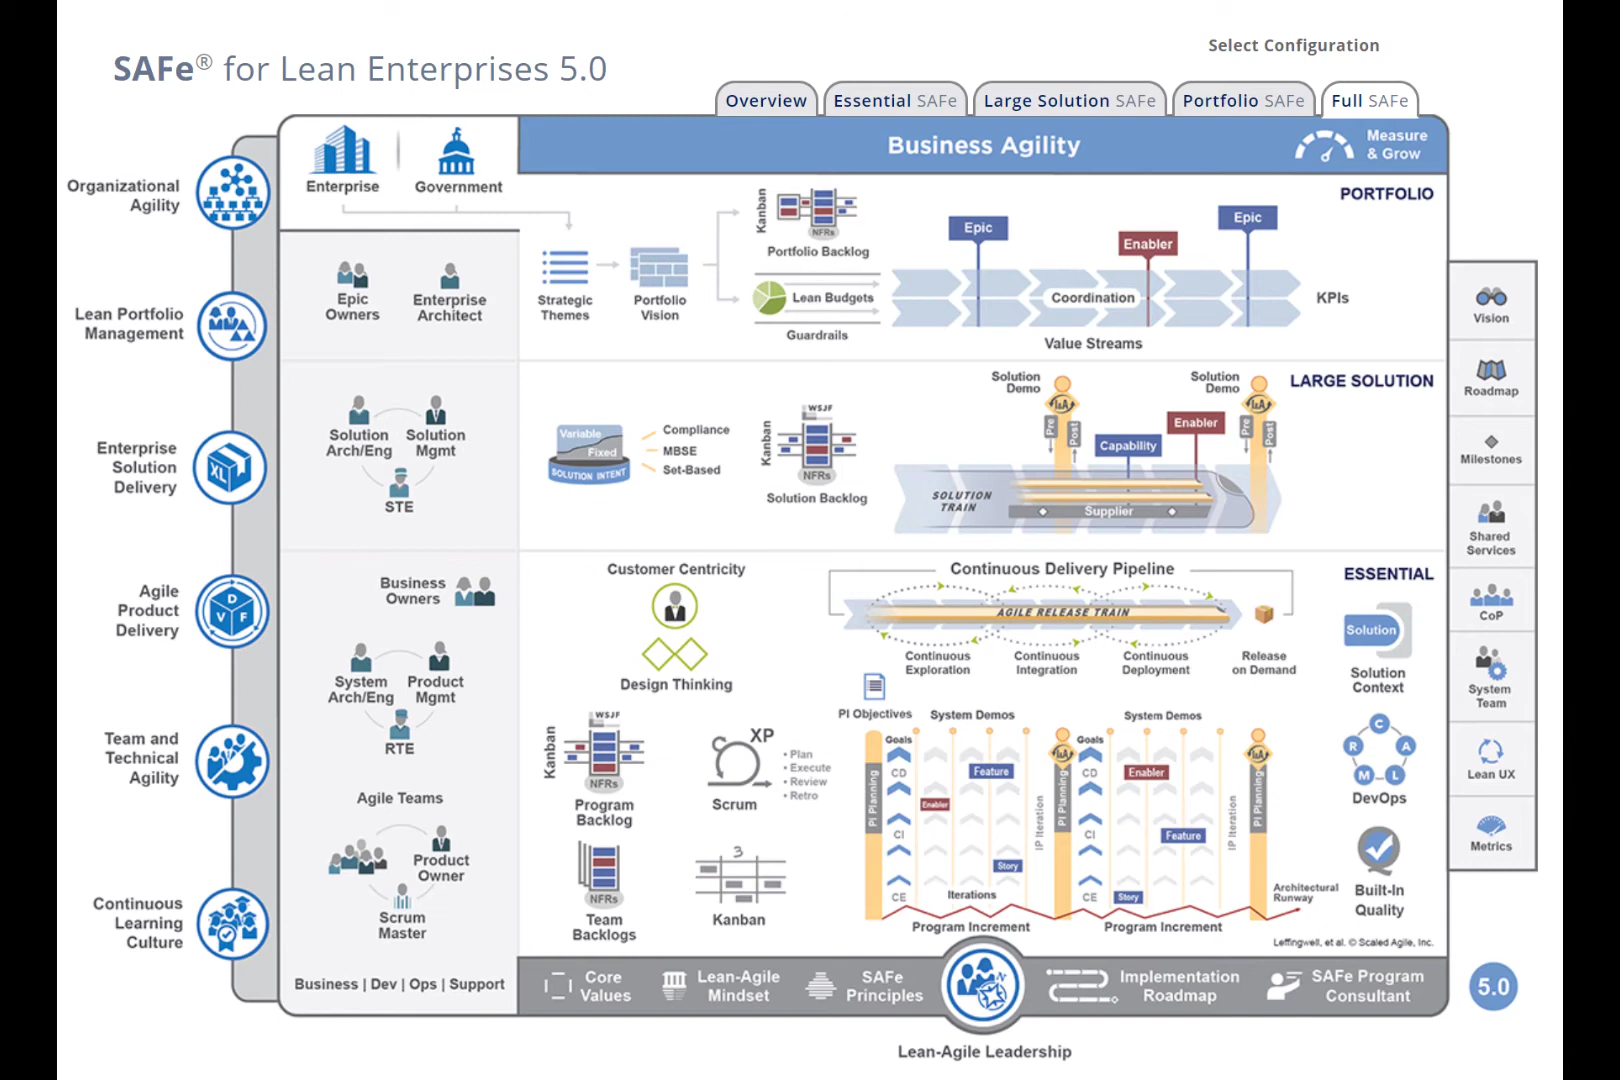 Select Configuration
SAFe® for Lean Enterprises 5.0
Overview
Essential SAFe
Large Solution SAFe
Portfolio SAFe
Full SAFe
Business Agility
Measure
& Grow
Organizational
Agility
Lean Portfolio
Management
Enterprise
Solution
Delivery
XL
Agile
Product
Delivery
D
V
F
Team and
Technical
Agility
Continuous
Learning
Culture
Enterprise
Government
Epic
Owners
Enterprise
Architect
Solution
Arch/Eng
Solution
Mgmt
STE
Business
Owners
System
Arch/Eng
Product
Mgmt
RTE
Agile Teams
Product
Owner
Scrum
Master
Business | Dev | Ops | Support
PORTFOLIO
Strategic
Themes
Portfolio
Vision
Kanban
NFRs
Portfolio Backlog
Lean Budgets
Guardrails
Epic
Enabler
Epic
Coordination
KPIs
Value Streams
LARGE SOLUTION
Variable
Fixed
SOLUTION INTENT
Compliance
MBSE
Set-Based
Kanban
WSJF
NFRs
Solution Backlog
Solution
Demo
I&A
Pre
Post
Capability
Enabler
Solution
Demo
I&A
Pre
Post
SOLUTION
TRAIN
Supplier
ESSENTIAL
Customer Centricity
Design Thinking
Continuous Delivery Pipeline
AGILE RELEASE TRAIN
Continuous
Exploration
Continuous
Integration
Continuous
Deployment
Release
on Demand
Solution
Solution
Context
Kanban
WSJF
NFRs
Program
Backlog
XP
• Plan
• Execute
• Review
• Retro
Scrum
NFRs
Team
Backlogs
3
Kanban
PI Objectives
System Demos
System Demos
Goals
CD
CI
CE
PI Planning
Enabler
Feature
Story
Iterations
IP Iteration
I&A
PI Planning
Goals
CD
CI
CE
Enabler
Feature
Story
IP Iteration
I&A
PI Planning
Architectural
Runway
Program Increment
Program Increment
C
A
L
M
R
DevOps
Built-In
Quality
Leffingwell, et al. © Scaled Agile, Inc.
Vision
Roadmap
Milestones
Shared
Services
CoP
System
Team
Lean UX
Metrics
Core
Values
Lean-Agile
Mindset
SAFe
Principles
N
Implementation
Roadmap
SAFe Program
Consultant
5.0
Lean-Agile Leadership